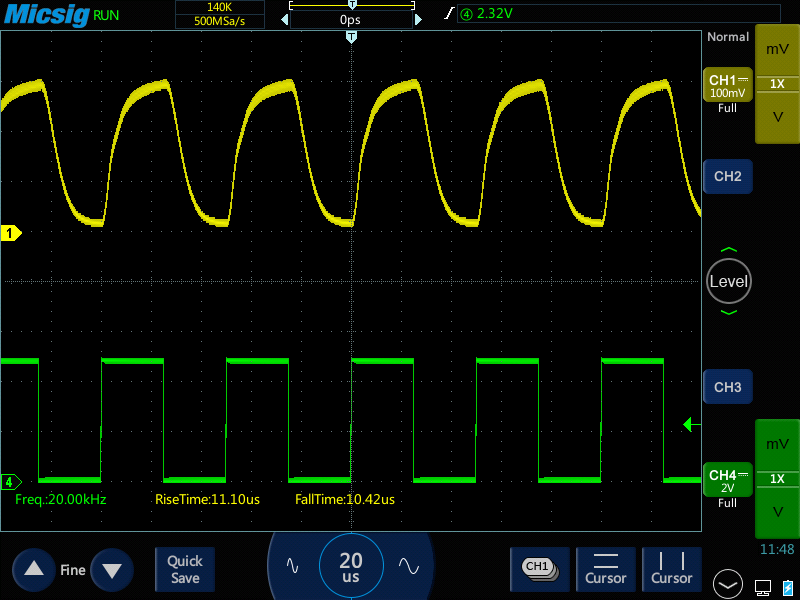 Micsig RUN
140K
500MSa/s
T
0ps
④ 2.32V
T
Normal
mV
CH1
100mV
1X
Full
V
CH2
1
Level
CH3
mV
4
CH4
2V
1X
Full
V
Freq.:20.00kHz RiseTime:11.10us FallTime:10.42us
11:48
Fine
Quick
Save
20
us
CH1
Cursor
Cursor